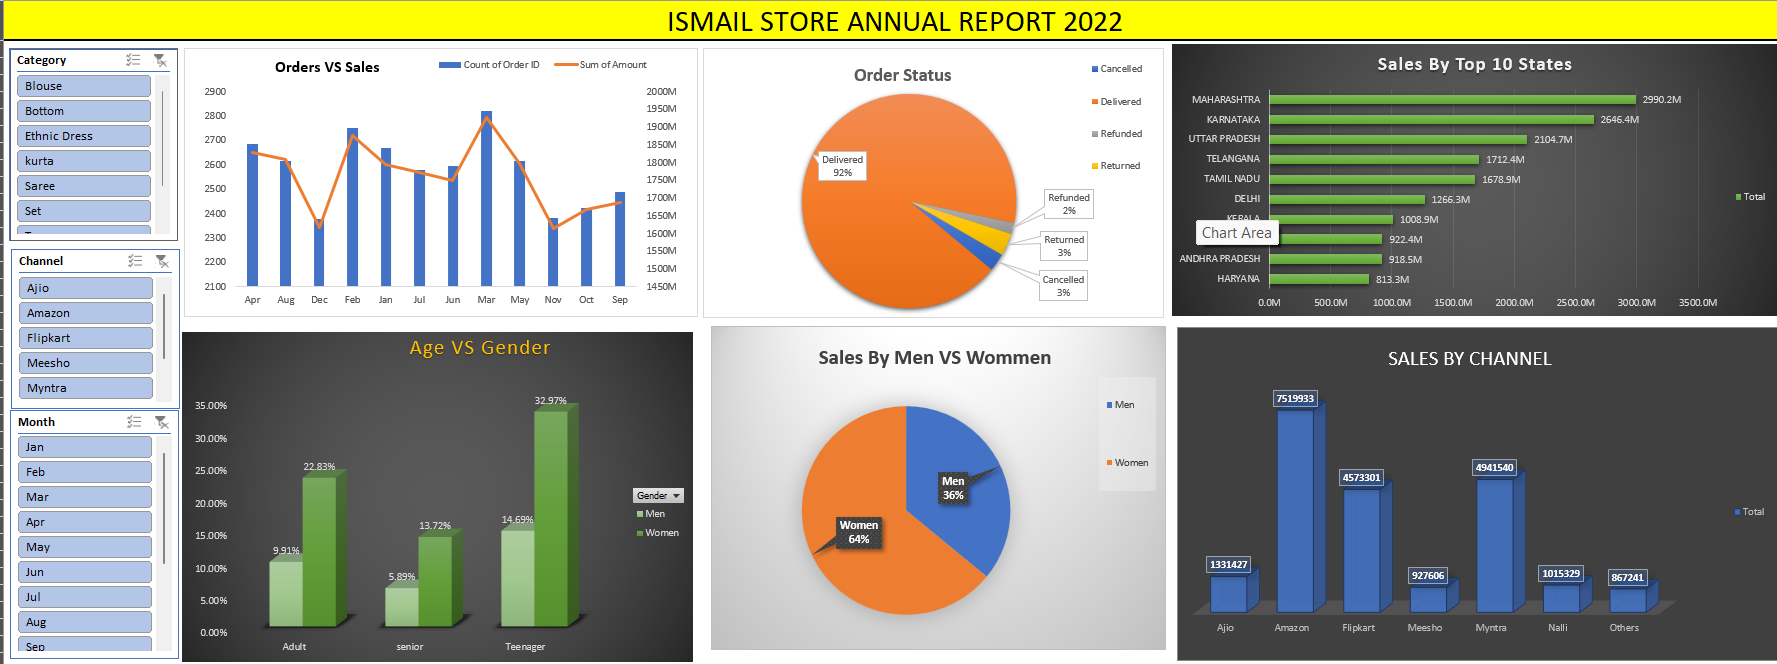 ISMAIL STORE ANNUAL REPORT 2022
Category
Blouse
Bottom
Ethnic Dress
kurta
Saree
Set
Channel
Ajio
Amazon
Flipkart
Meesho
Myntra
Month
Jan
Feb
Mar
Apr
May
Jun
Jul
Aug
Sep
Orders VS Sales
Count of Order ID
Sum of Amount
2900
2800
2700
2600
2500
2400
2300
2200
2100
2000M
1950M
1900M
1850M
1800M
1750M
1700M
1650M
1600M
1550M
1500M
1450M
Apr Aug Dec Feb Jan Jul Jun Mar May Nov Oct Sep
Order Status
Cancelled
Delivered
Refunded
Returned
Delivered
92%
Refunded
2%
Returned
3%
Cancelled
3%
Sales By Top 10 States
MAHARASHTRA 2990.2M
KARNATAKA 2646.4M
UTTAR PRADESH 2104.7M
TELANGANA 1712.4M
TAMIL NADU 1678.9M
DELHI 1266.3M
KERALA 1008.9M
Chart Area 922.4M
ANDHRA PRADESH 918.5M
HARYANA 813.3M
0.0M 500.0M 1000.0M 1500.0M 2000.0M 2500.0M 3000.0M 3500.0M
Total
Age VS Gender
35.00%
30.00%
25.00%
20.00%
15.00%
10.00%
5.00%
0.00%
9.91%
22.83%
5.89%
13.72%
14.69%
32.97%
Adult senior Teenager
Gender
Men
Women
Sales By Men VS Wommen
Men
Women
Men
36%
Women
64%
SALES BY CHANNEL
1331427
7519933
4573301
927606
4941540
1015329
867241
Ajio Amazon Flipkart Meesho Myntra Nalli Others
Total